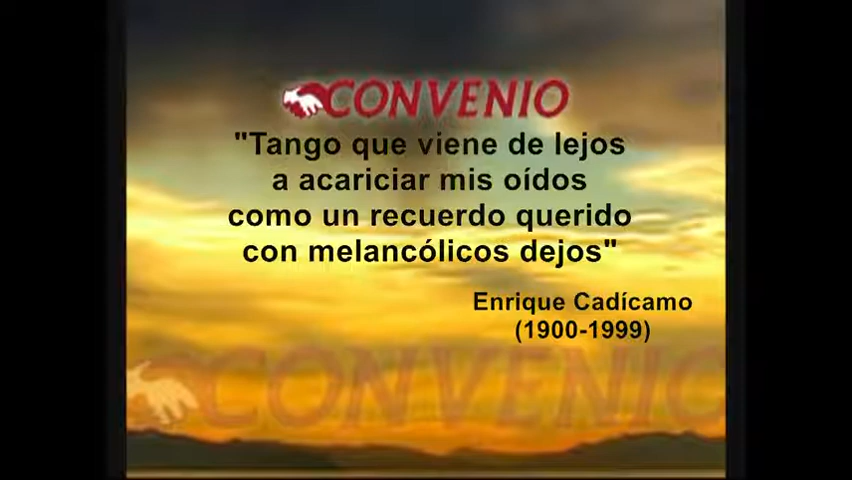 CONVENIO
"Tango que viene de lejos
a acariciar mis oídos
como un recuerdo querido
con melancólicos dejos"
Enrique Cadícamo
(1900-1999)
CONVENIO